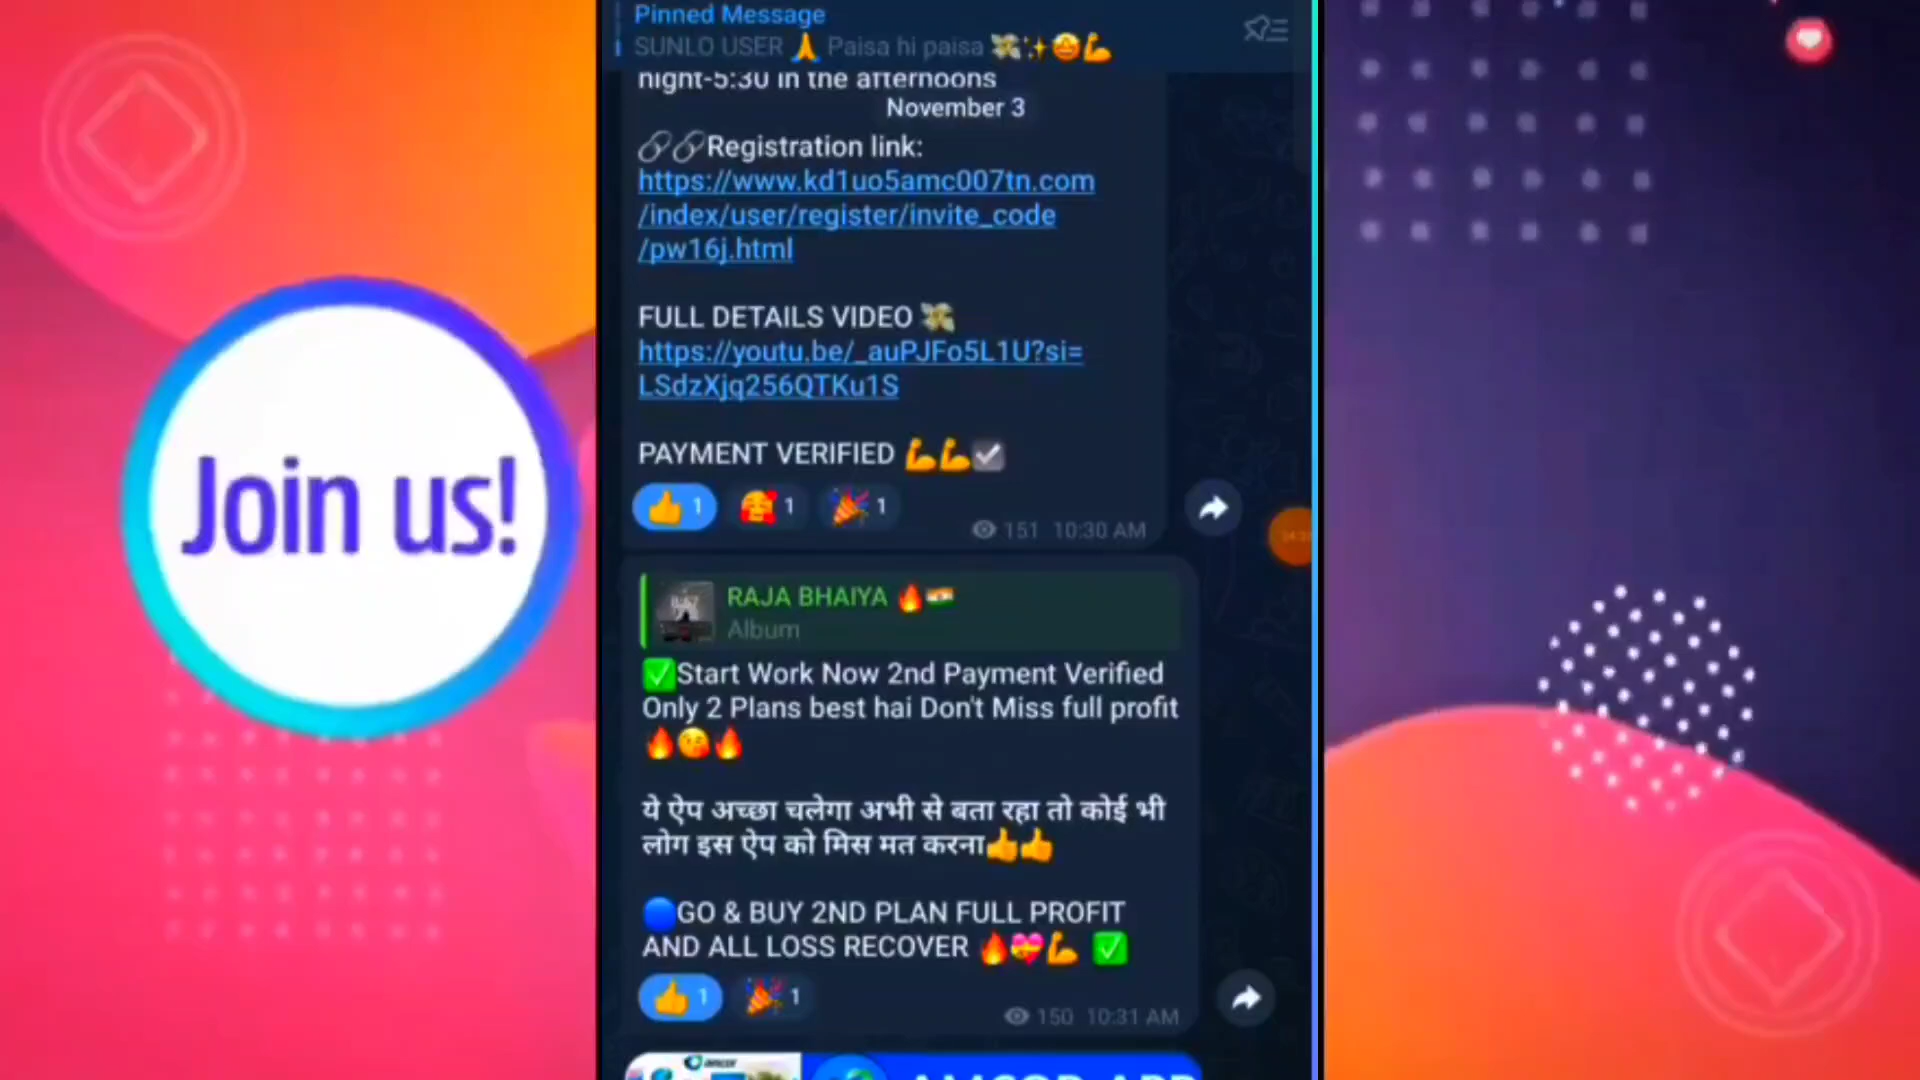 Pinned Message
SUNLO USER 🙏 Paisa hi paisa 💸✨🤩💪
night-5:30 in the afternoons
November 3
🔗🔗Registration link:
https://www.kd1uo5amc007tn.com
/index/user/register/invite_code
/pw16j.html
FULL DETAILS VIDEO 💸
https://youtu.be/_auPJFo5L1U?si=
LSdzXjq256QTKu1S
PAYMENT VERIFIED 💪💪☑️
👍 1 🥰 1 🎉 1
151 10:30 AM
Join us!
RAJA BHAIYA 🔥🇮🇳
Album
✅Start Work Now 2nd Payment Verified
Only 2 Plans best hai Don't Miss full profit
🔥😘🔥
ये ऐप अच्छा चलेगा अभी से बता रहा तो कोई भी
लोग इस ऐप को मिस मत करना👍👍
🔵GO & BUY 2ND PLAN FULL PROFIT
AND ALL LOSS RECOVER 🔥💝💪 ✅
👍 1 🎉 1
150 10:31 AM